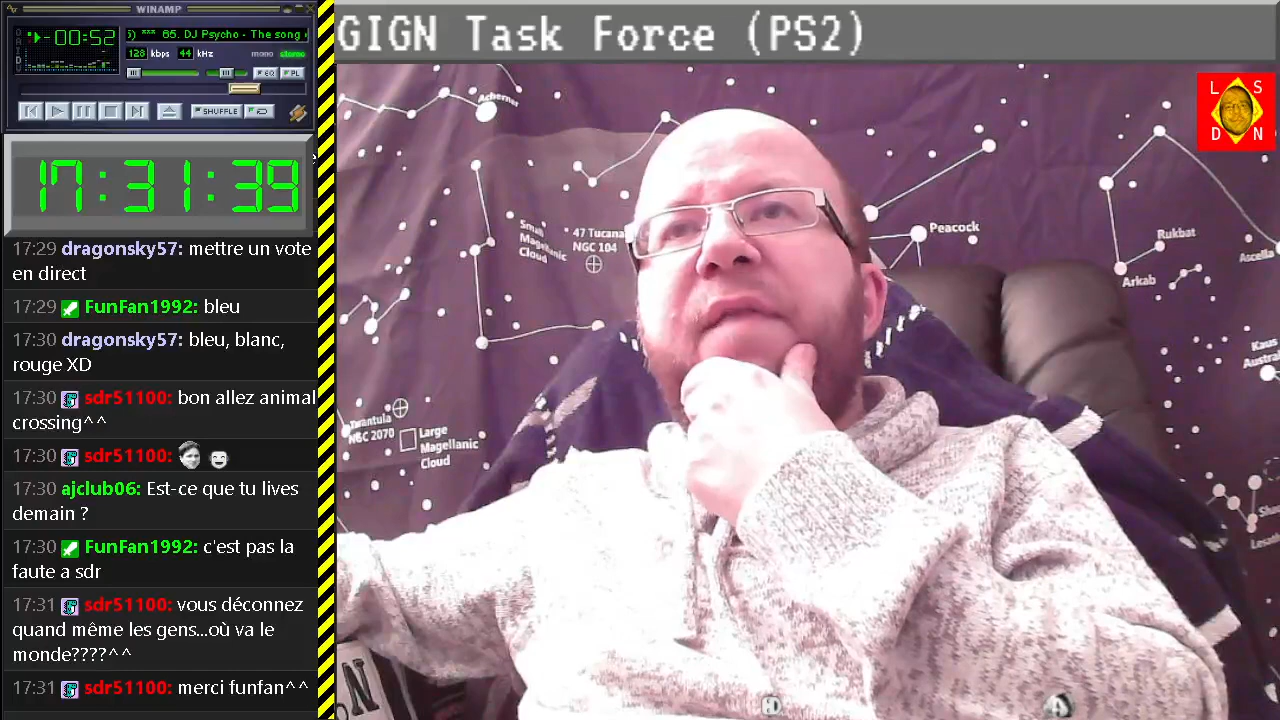 WINAMP
GIGN Task Force (PS2)
00:52
5) *** 65. DJ Psycho - The song
128 kbps 44 kHz mono stereo
EQ PL
SHUFFLE
17:31:39
17:29 dragonsky57: mettre un vote
en direct
17:29 FunFan1992: bleu
17:30 dragonsky57: bleu, blanc,
rouge XD
17:30 sdr51100: bon allez animal
crossing^^
17:30 sdr51100:
17:30 ajclub06: Est-ce que tu lives
demain ?
17:30 FunFan1992: c'est pas la
faute a sdr
17:31 sdr51100: vous déconnez
quand même les gens...où va le
monde????^^
17:31 sdr51100: merci funfan^^
L S
D N
Achernar
Small
Magellanic
Cloud
47 Tucana
NGC 104
Peacock
Rukbat
Arkab
Ascella
Kaus
Austra
Tarantula
NGC 2070
Large
Magellanic
Cloud